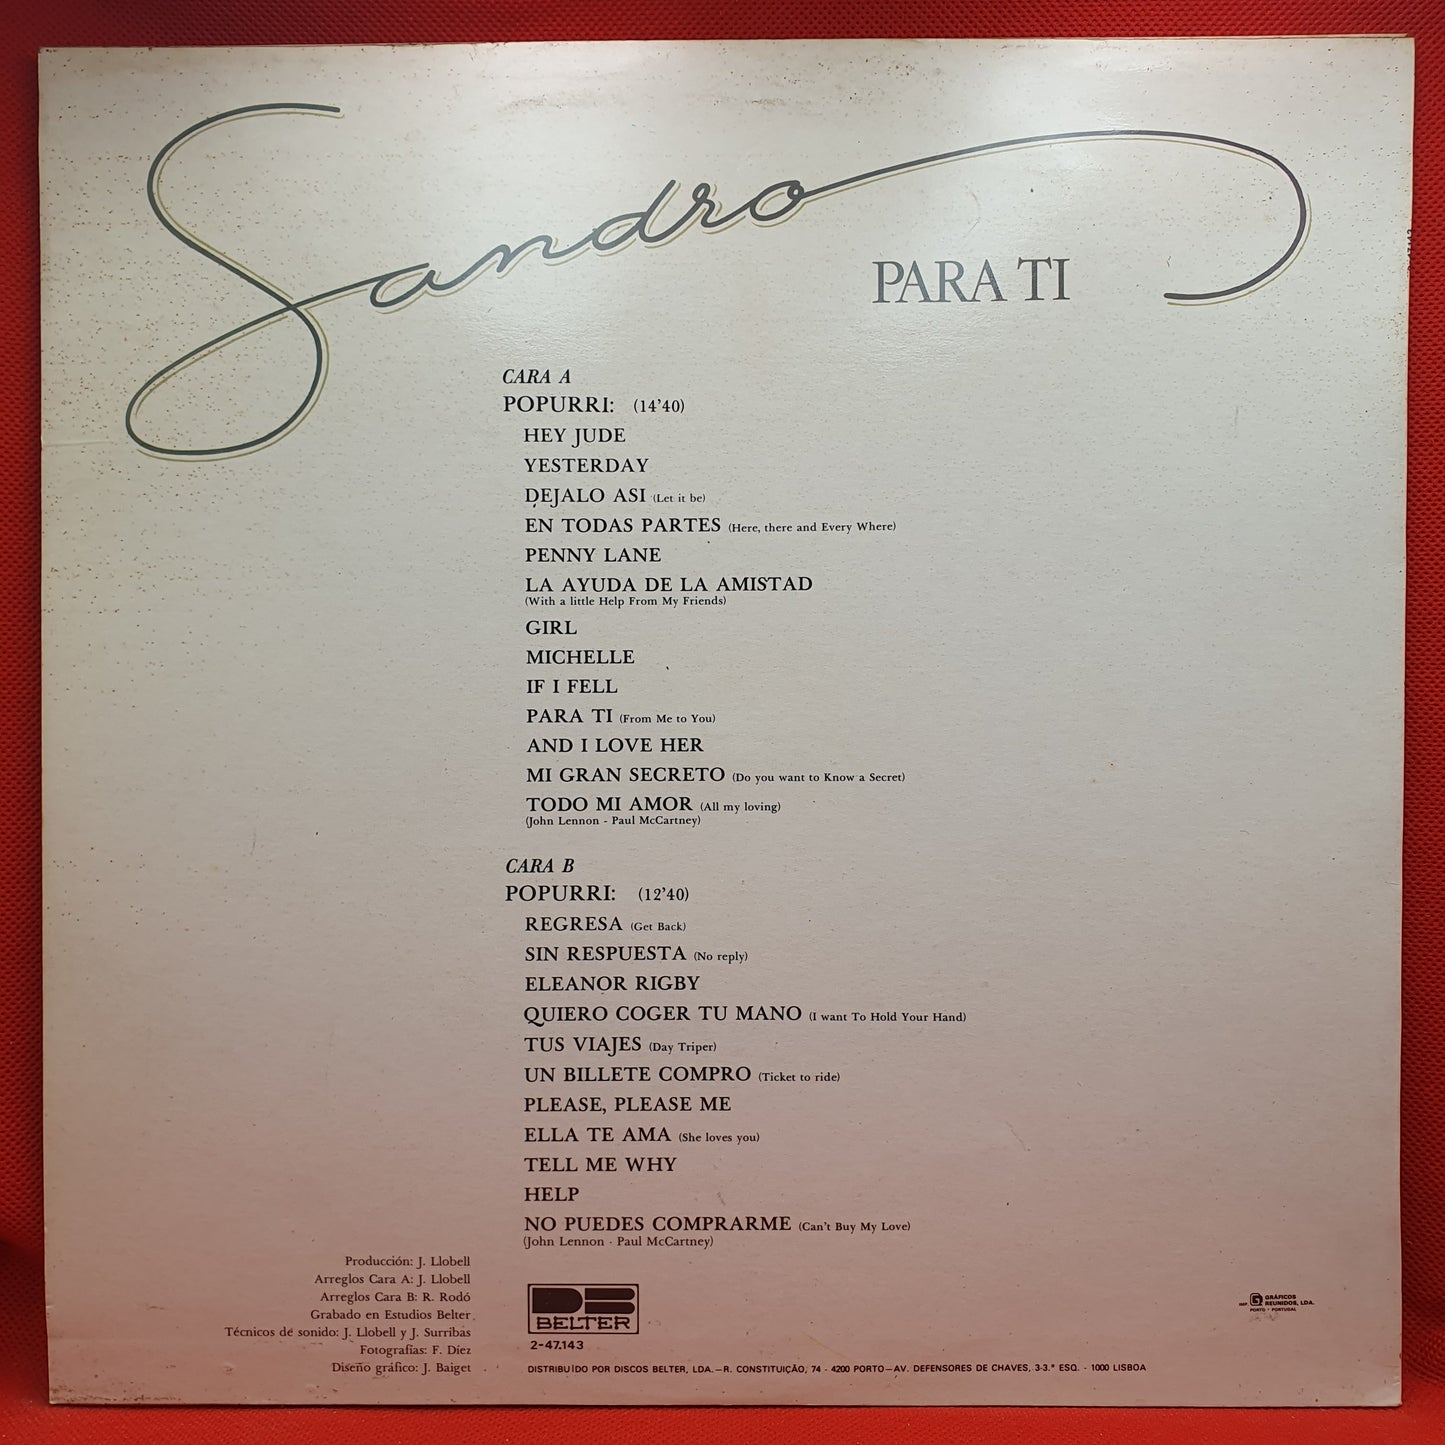 Sandro
PARA TI
CARA A
POPURRI: (14'40)
HEY JUDE
YESTERDAY
DEJALO ASI (Let it be)
EN TODAS PARTES (Here, there and Every Where)
PENNY LANE
LA AYUDA DE LA AMISTAD
(With a little Help From My Friends)
GIRL
MICHELLE
IF I FELL
PARA TI (From Me to You)
AND I LOVE HER
MI GRAN SECRETO (Do you want to Know a Secret)
TODO MI AMOR (All my loving)
(John Lennon - Paul McCartney)
CARA B
POPURRI: (12'40)
REGRESA (Get Back)
SIN RESPUESTA (No reply)
ELEANOR RIGBY
QUIERO COGER TU MANO (I want To Hold Your Hand)
TUS VIAJES (Day Triper)
UN BILLETE COMPRO (Ticket to ride)
PLEASE, PLEASE ME
ELLA TE AMA (She loves you)
TELL ME WHY
HELP
NO PUEDES COMPRARME (Can't Buy My Love)
(John Lennon - Paul McCartney)
Producción: J. Llobell
Arreglos Cara A: J. Llobell
Arreglos Cara B: R. Rodó
Grabado en Estudios Belter
Técnicos de sonido: J. Llobell y J. Surribas
Fotografías: F. Díez
Diseño gráfico: J. Baiget
BELTER
2-47.143
DISTRIBUÍDO POR DISCOS BELTER, LDA.—R. CONSTITUIÇÃO, 74 - 4200 PORTO—AV. DEFENSORES DE CHAVES, 3-3.º ESQ. - 1000 LISBOA
IMP. GRÁFICOS
REUNIDOS, LDA.
PORTO - PORTUGAL